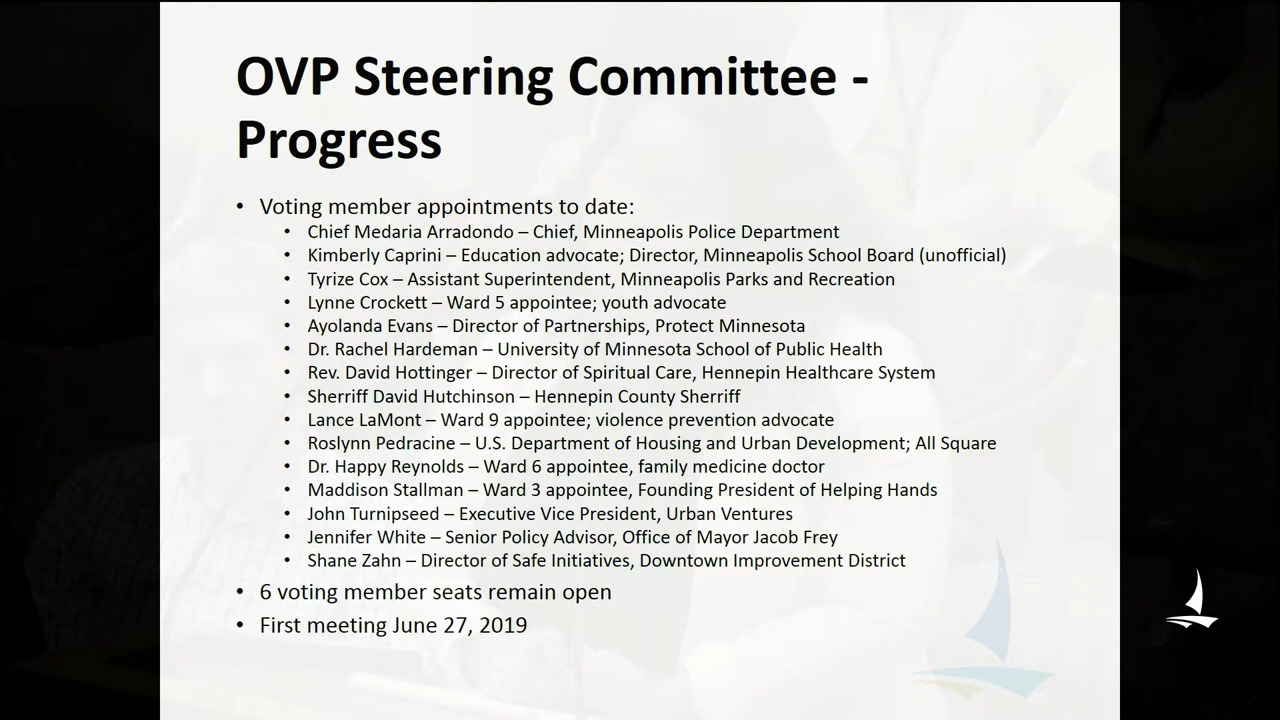 OVP Steering Committee -
Progress
• Voting member appointments to date:
• Chief Medaria Arradondo – Chief, Minneapolis Police Department
• Kimberly Caprini – Education advocate; Director, Minneapolis School Board (unofficial)
• Tyrize Cox – Assistant Superintendent, Minneapolis Parks and Recreation
• Lynne Crockett – Ward 5 appointee; youth advocate
• Ayolanda Evans – Director of Partnerships, Protect Minnesota
• Dr. Rachel Hardeman – University of Minnesota School of Public Health
• Rev. David Hottinger – Director of Spiritual Care, Hennepin Healthcare System
• Sherriff David Hutchinson – Hennepin County Sherriff
• Lance LaMont – Ward 9 appointee; violence prevention advocate
• Roslynn Pedracine – U.S. Department of Housing and Urban Development; All Square
• Dr. Happy Reynolds – Ward 6 appointee, family medicine doctor
• Maddison Stallman – Ward 3 appointee, Founding President of Helping Hands
• John Turnipseed – Executive Vice President, Urban Ventures
• Jennifer White – Senior Policy Advisor, Office of Mayor Jacob Frey
• Shane Zahn – Director of Safe Initiatives, Downtown Improvement District
• 6 voting member seats remain open
• First meeting June 27, 2019